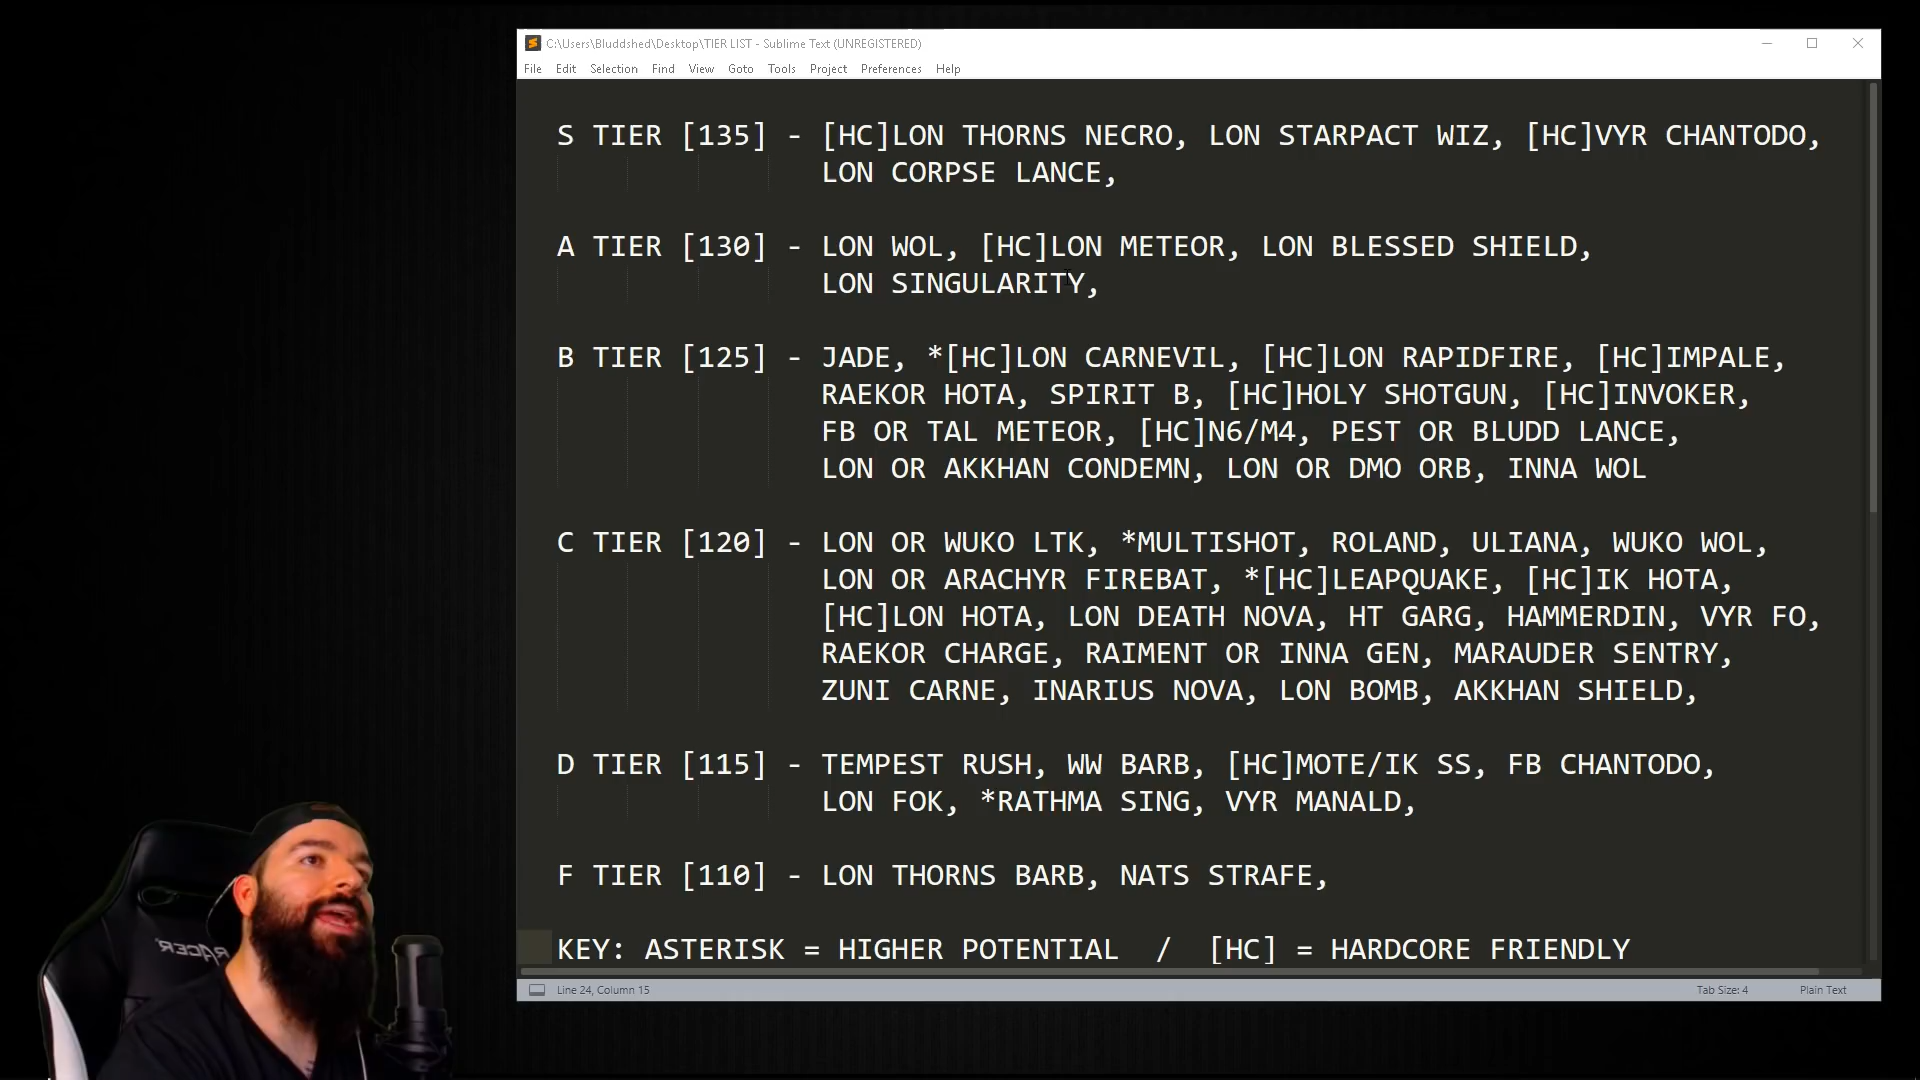 C:\Users\Bluddshed\Desktop\TIER LIST - Sublime Text (UNREGISTERED)
File Edit Selection Find View Goto Tools Project Preferences Help
S TIER [135] - [HC]LON THORNS NECRO, LON STARPACT WIZ, [HC]VYR CHANTODO,
LON CORPSE LANCE,
A TIER [130] - LON WOL, [HC]LON METEOR, LON BLESSED SHIELD,
LON SINGULARITY,
B TIER [125] - JADE, *[HC]LON CARNEVIL, [HC]LON RAPIDFIRE, [HC]IMPALE,
RAEKOR HOTA, SPIRIT B, [HC]HOLY SHOTGUN, [HC]INVOKER,
FB OR TAL METEOR, [HC]N6/M4, PEST OR BLUDD LANCE,
LON OR AKKHAN CONDEMN, LON OR DMO ORB, INNA WOL
C TIER [120] - LON OR WUKO LTK, *MULTISHOT, ROLAND, ULIANA, WUKO WOL,
LON OR ARACHYR FIREBAT, *[HC]LEAPQUAKE, [HC]IK HOTA,
[HC]LON HOTA, LON DEATH NOVA, HT GARG, HAMMERDIN, VYR FO,
RAEKOR CHARGE, RAIMENT OR INNA GEN, MARAUDER SENTRY,
ZUNI CARNE, INARIUS NOVA, LON BOMB, AKKHAN SHIELD,
D TIER [115] - TEMPEST RUSH, WW BARB, [HC]MOTE/IK SS, FB CHANTODO,
LON FOK, *RATHMA SING, VYR MANALD,
F TIER [110] - LON THORNS BARB, NATS STRAFE,
KEY: ASTERISK = HIGHER POTENTIAL / [HC] = HARDCORE FRIENDLY
Line 24, Column 15 Tab Size: 4 Plain Text
RACER